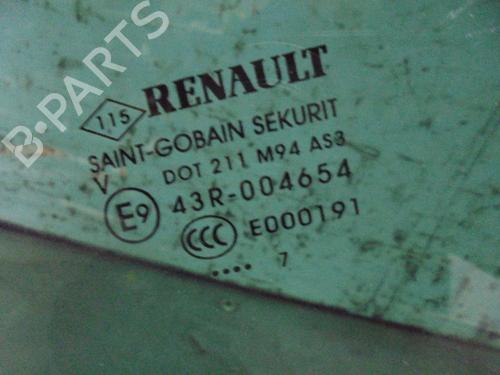 B-PARTS
115 RENAULT
SAINT-GOBAIN SEKURIT
V DOT 211 M94 AS3
E9 43R-004654
CCC E000191
.... 7